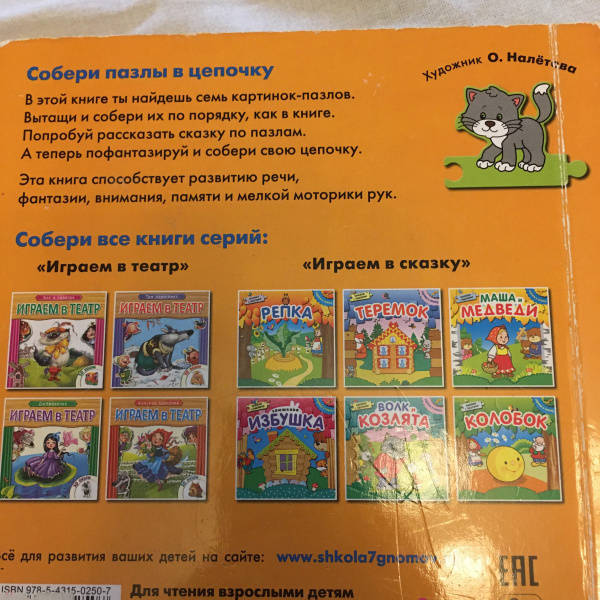 Собери пазлы в цепочку
Художник О. Налётова
В этой книге ты найдешь семь картинок-пазлов.
Вытащи и собери их по порядку, как в книге.
Попробуй рассказать сказку по пазлам.
А теперь пофантазируй и собери свою цепочку.
Эта книга способствует развитию речи,
фантазии, внимания, памяти и мелкой моторики рук.
Собери все книги серий:
«Играем в театр»
«Играем в сказку»
ИГРАЕМ В ТЕАТР
ИГРАЕМ В ТЕАТР
РЕПКА
ТЕРЕМОК
МАША и
МЕДВЕДИ
ИГРАЕМ В ТЕАТР
ИГРАЕМ В ТЕАТР
ИЗБУШКА
ВОЛК и
КОЗЛЯТА
КОЛОБОК
сё для развития ваших детей на сайте: www.shkola7gnomov
EAC
ISBN 978-5-4315-0250-7
Для чтения взрослыми детям